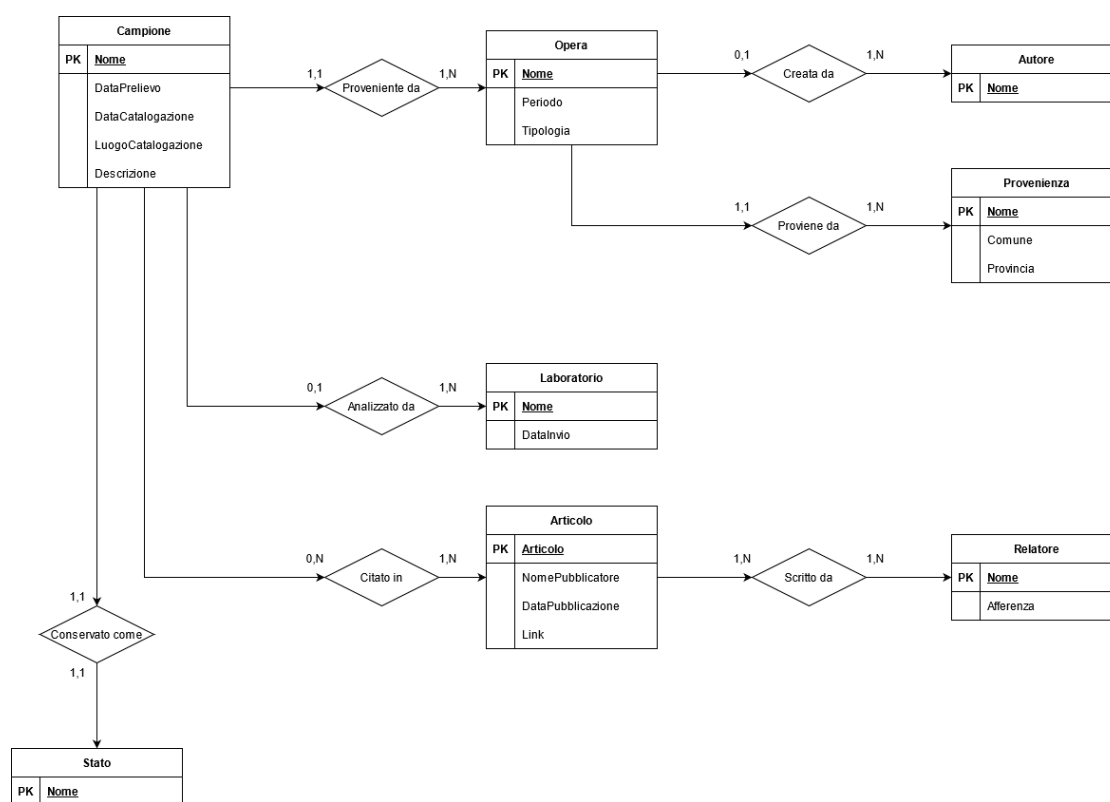 Campione
PK Nome
DataPrelievo
DataCatalogazione
LuogoCatalogazione
Descrizione
1,1
Proveniente da
1,N
Opera
PK Nome
Periodo
Tipologia
0,1
Creata da
1,N
Autore
PK Nome
1,1
Proviene da
1,N
Provenienza
PK Nome
Comune
Provincia
0,1
Analizzato da
1,N
Laboratorio
PK Nome
DataInvio
0,N
Citato in
1,N
Articolo
PK Articolo
NomePubblicatore
DataPubblicazione
Link
1,N
Scritto da
1,N
Relatore
PK Nome
Afferenza
1,1
Conservato come
1,1
Stato
PK Nome